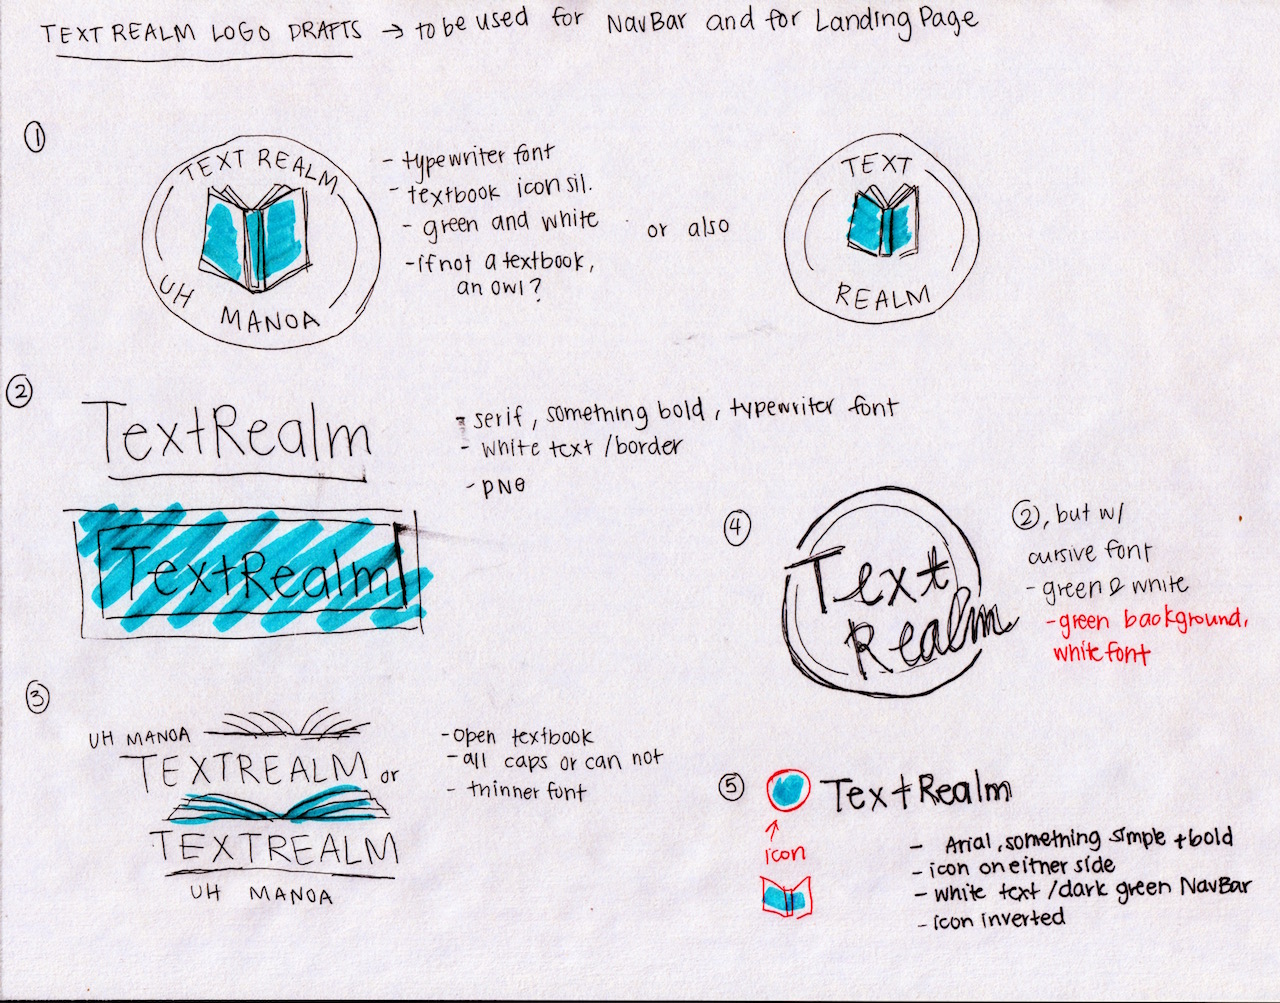 TEXT REALM LOGO DRAFTS → to be used for NavBar and for Landing Page
①
TEXT REALM
UH MANOA
- typewriter font
- textbook icon sil.
- green and white
- if not a textbook,
an owl?
or also
TEXT
REALM
②
TextRealm
TextRealm
- serif, something bold, typewriter font
- white text / border
- PNG
③
UH MANOA
TEXTREALM or
TEXTREALM
UH MANOA
- open textbook
- all caps or can not
- thinner font
④
Text
Realm
②, but w/
cursive font
- green & white
- green background,
white font
⑤
TextRealm
icon
- Arial, something simple + bold
- icon on either side
- white text / dark green NavBar
- icon inverted